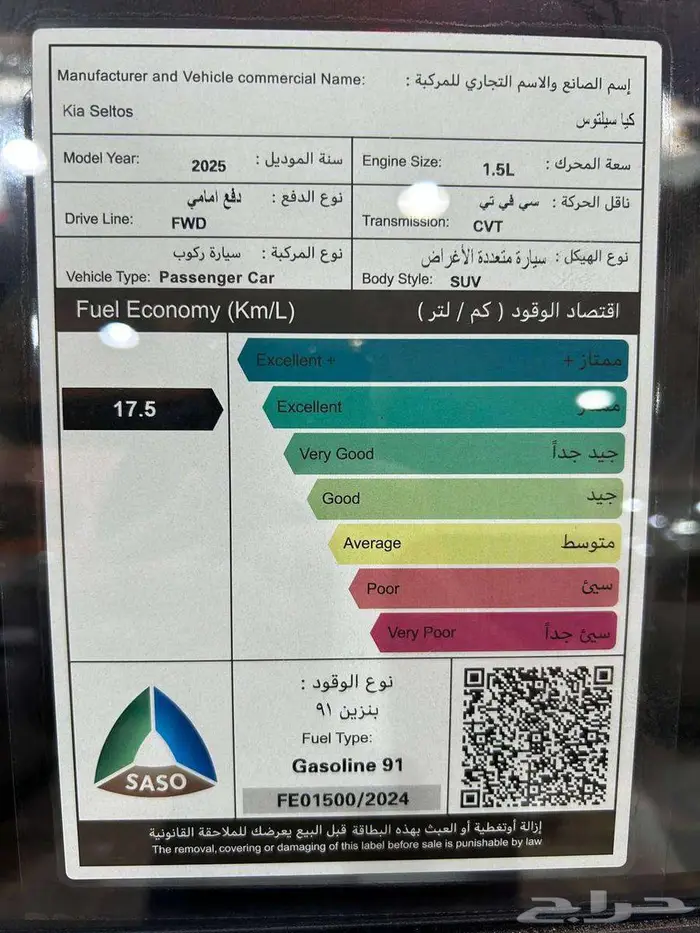 Manufacturer and Vehicle commercial Name: إسم الصانع والاسم التجاري للمركبة :
Kia Seltos كيا سيلتوس
Model Year: 2025 سنة الموديل :
Engine Size: 1.5L سعة المحرك :
نوع الدفع : دفع امامي
Drive Line: FWD
ناقل الحركة : سي في تي
Transmission: CVT
نوع المركبة : سيارة ركوب
Vehicle Type: Passenger Car
نوع الهيكل : سيارة متعددة الأغراض
Body Style: SUV
Fuel Economy (Km/L) اقتصاد الوقود ( كم / لتر )
Excellent + ممتاز +
17.5
Excellent
Very Good جيد جداً
Good جيد
Average متوسط
Poor سيئ
Very Poor سيئ جداً
نوع الوقود :
بنزين ٩١
Fuel Type:
Gasoline 91
FE01500/2024
SASO
إزالة أوتغطية أو العبث بهذه البطاقة قبل البيع يعرضك للملاحقة القانونية
The removal, covering or damaging of this label before sale is punishable by law
حراج